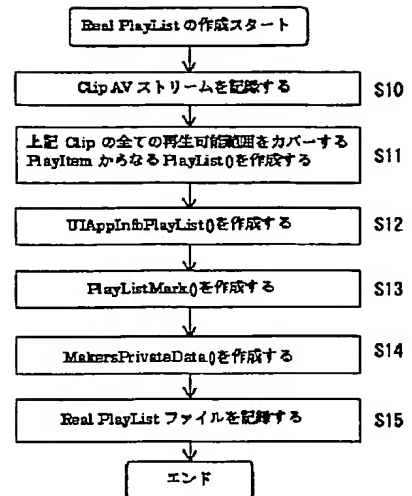 Real PlayList の作成スタート
Clip AV ストリームを記録する
S10
上記 Clip の全ての再生可能範囲をカバーする
PlayItem からなる PlayList()を作成する
S11
UIAppInfoPlayList()を作成する
S12
PlayListMark()を作成する
S13
MakersPrivateData()を作成する
S14
Real PlayList ファイルを記録する
S15
エンド